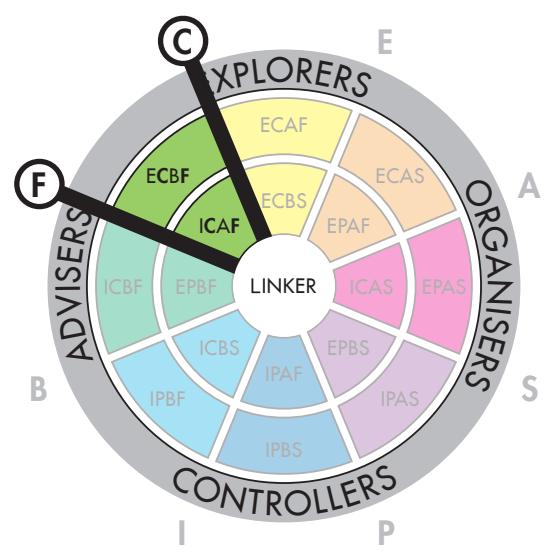 C
E
EXPLORERS
ECAF
ECBF
ECAS
F
A
ICAF
ECBS
EPAF
ORGANISERS
ADVISERS
ICBF
EPBF
LINKER
ICAS
EPAS
ICBS
EPBS
IPAF
B
IPBF
IPAS
S
IPBS
CONTROLLERS
I
P